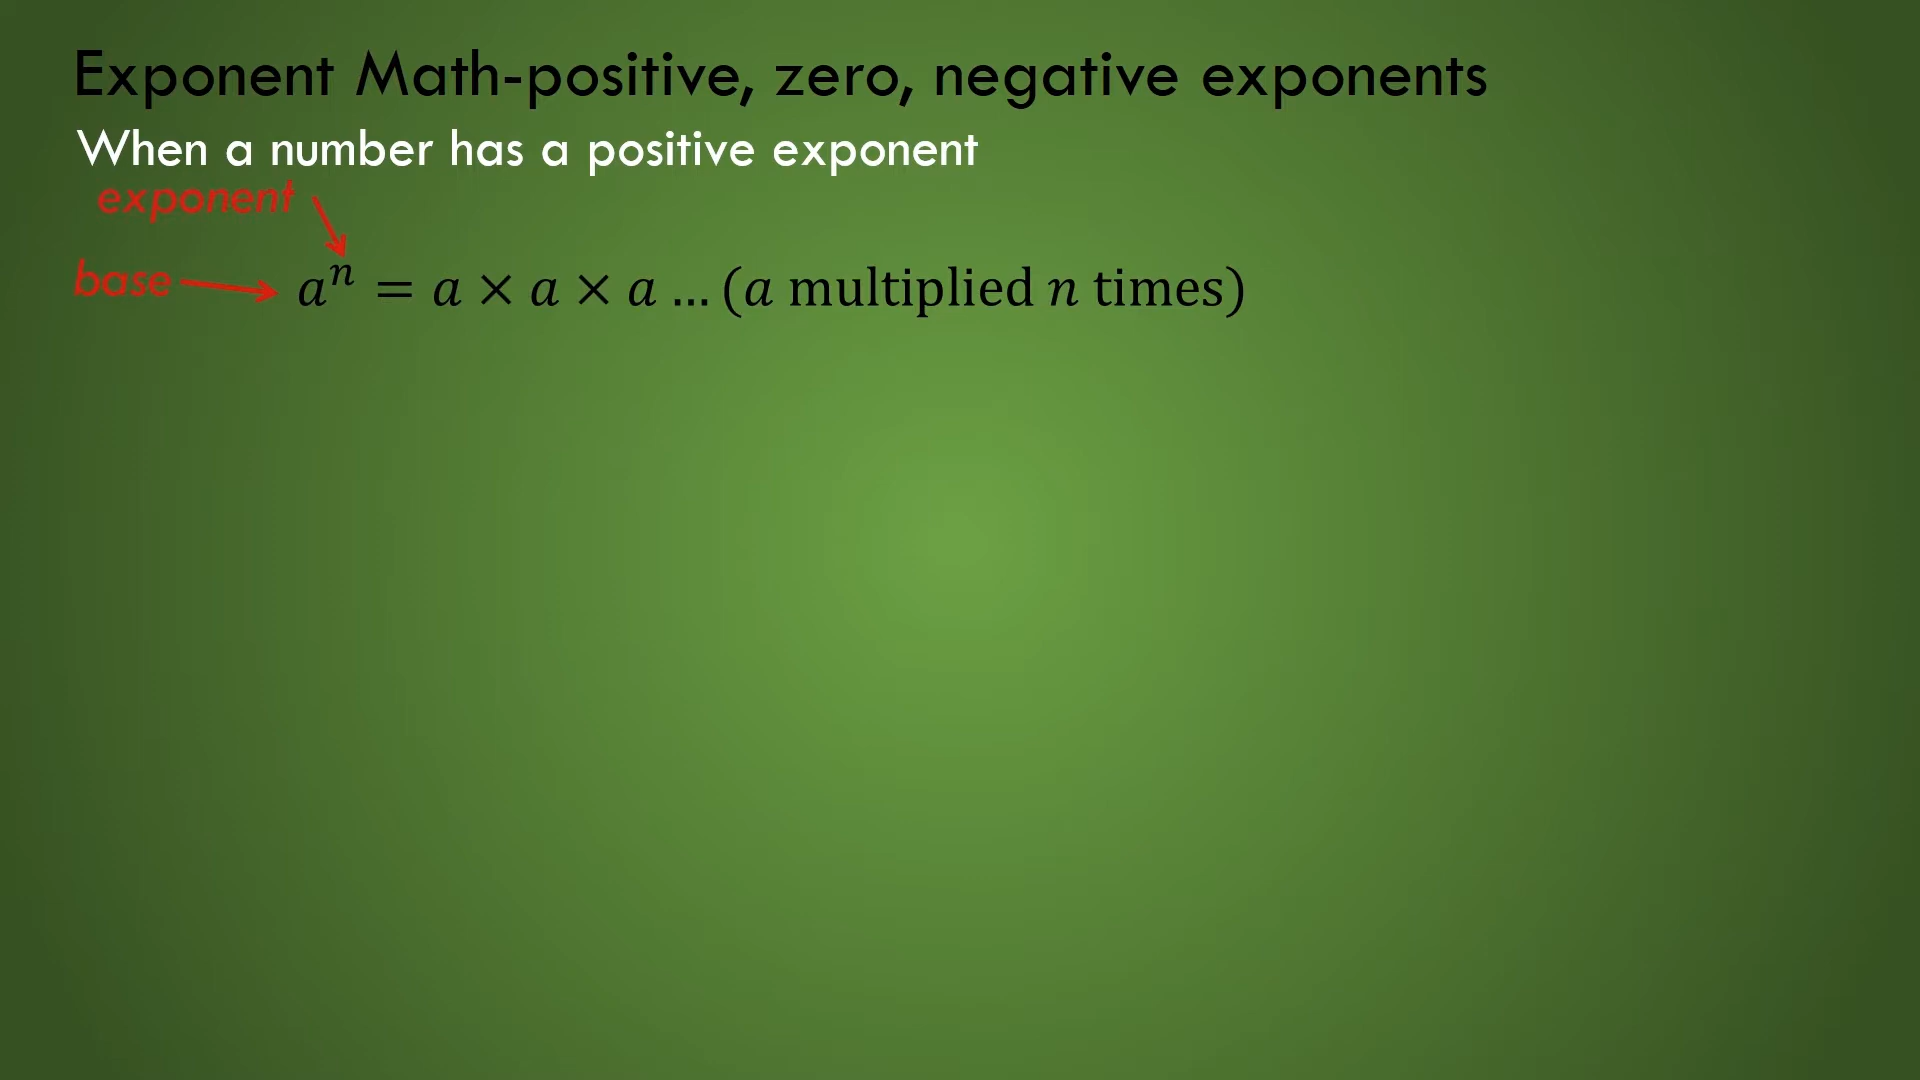 Exponent Math-positive, zero, negative exponents
When a number has a positive exponent
exponent
base
aⁿ = a × a × a ... (a multiplied n times)